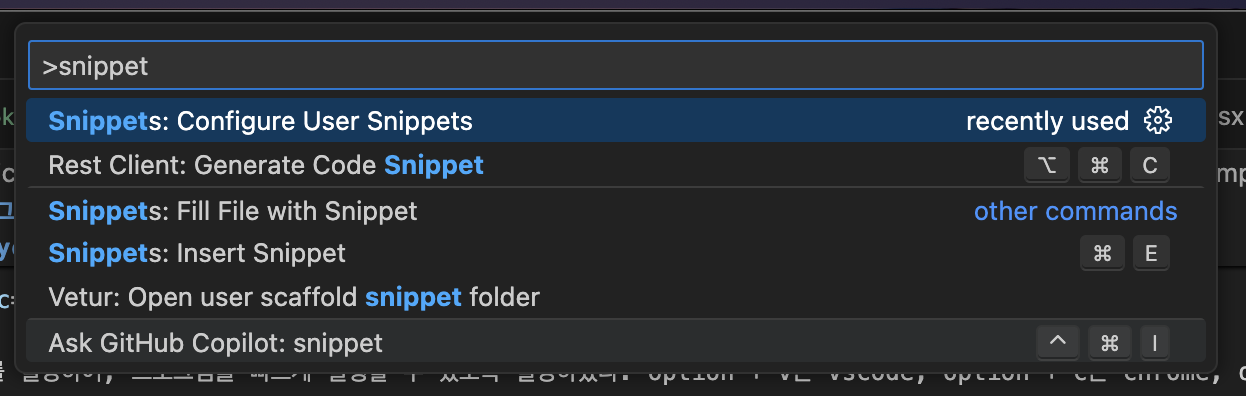 >snippet
Snippets: Configure User Snippets recently used
Rest Client: Generate Code Snippet ⌥ ⌘ C
Snippets: Fill File with Snippet other commands
Snippets: Insert Snippet ⌘ E
Vetur: Open user scaffold snippet folder
Ask GitHub Copilot: snippet ^ ⌘ I